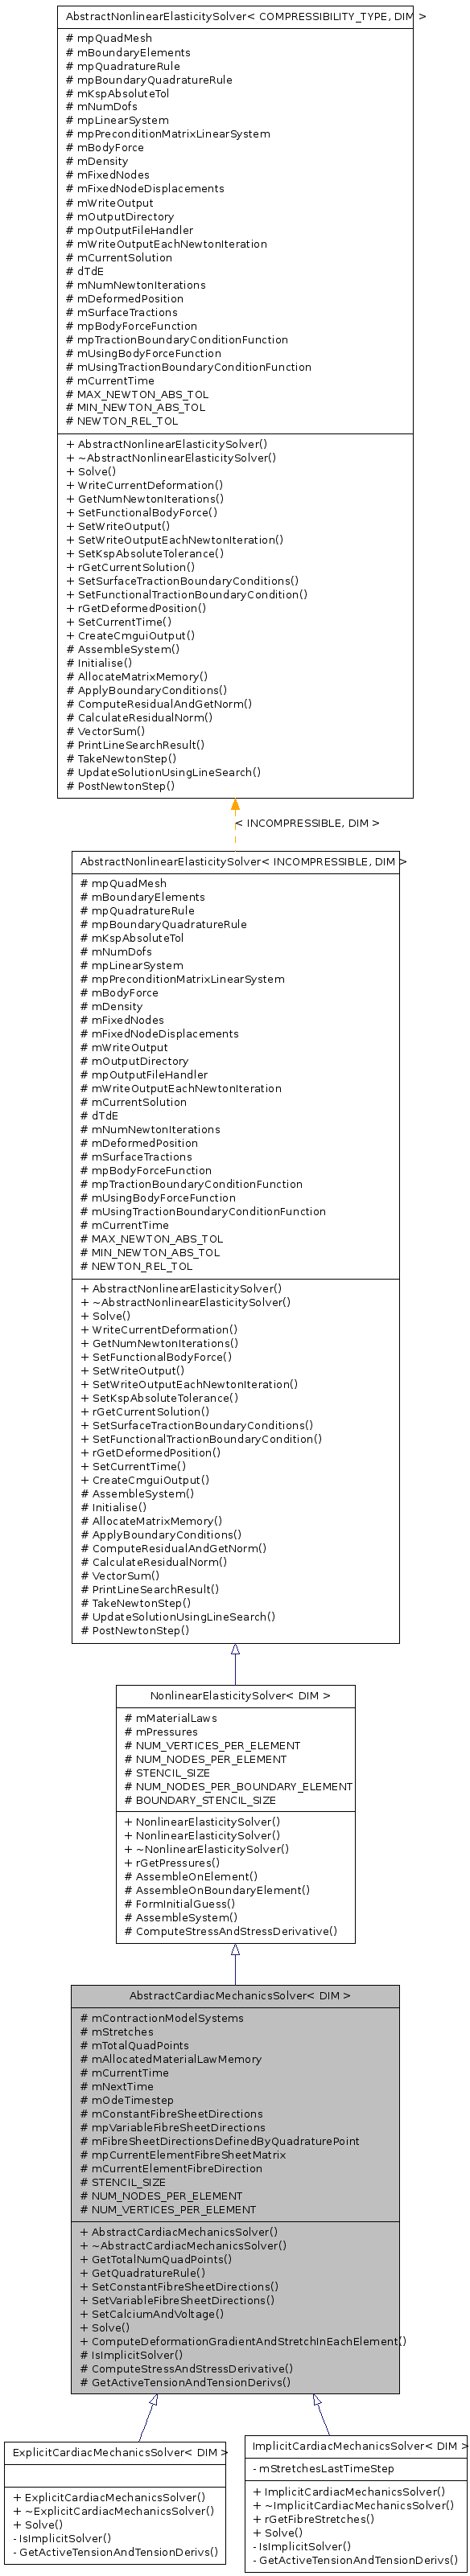 AbstractNonlinearElasticitySolver< COMPRESSIBILITY_TYPE, DIM >
# mpQuadMesh
# mBoundaryElements
# mpQuadratureRule
# mpBoundaryQuadratureRule
# mKspAbsoluteTol
# mNumDofs
# mpLinearSystem
# mpPreconditionMatrixLinearSystem
# mBodyForce
# mDensity
# mFixedNodes
# mFixedNodeDisplacements
# mWriteOutput
# mOutputDirectory
# mpOutputFileHandler
# mWriteOutputEachNewtonIteration
# mCurrentSolution
# dTdE
# mNumNewtonIterations
# mDeformedPosition
# mSurfaceTractions
# mpBodyForceFunction
# mpTractionBoundaryConditionFunction
# mUsingBodyForceFunction
# mUsingTractionBoundaryConditionFunction
# mCurrentTime
# MAX_NEWTON_ABS_TOL
# MIN_NEWTON_ABS_TOL
# NEWTON_REL_TOL
+ AbstractNonlinearElasticitySolver()
+ ~AbstractNonlinearElasticitySolver()
+ Solve()
+ WriteCurrentDeformation()
+ GetNumNewtonIterations()
+ SetFunctionalBodyForce()
+ SetWriteOutput()
+ SetWriteOutputEachNewtonIteration()
+ SetKspAbsoluteTolerance()
+ rGetCurrentSolution()
+ SetSurfaceTractionBoundaryConditions()
+ SetFunctionalTractionBoundaryCondition()
+ rGetDeformedPosition()
+ SetCurrentTime()
+ CreateCmguiOutput()
# AssembleSystem()
# Initialise()
# AllocateMatrixMemory()
# ApplyBoundaryConditions()
# ComputeResidualAndGetNorm()
# CalculateResidualNorm()
# VectorSum()
# PrintLineSearchResult()
# TakeNewtonStep()
# UpdateSolutionUsingLineSearch()
# PostNewtonStep()
< INCOMPRESSIBLE, DIM >
AbstractNonlinearElasticitySolver< INCOMPRESSIBLE, DIM >
# mpQuadMesh
# mBoundaryElements
# mpQuadratureRule
# mpBoundaryQuadratureRule
# mKspAbsoluteTol
# mNumDofs
# mpLinearSystem
# mpPreconditionMatrixLinearSystem
# mBodyForce
# mDensity
# mFixedNodes
# mFixedNodeDisplacements
# mWriteOutput
# mOutputDirectory
# mpOutputFileHandler
# mWriteOutputEachNewtonIteration
# mCurrentSolution
# dTdE
# mNumNewtonIterations
# mDeformedPosition
# mSurfaceTractions
# mpBodyForceFunction
# mpTractionBoundaryConditionFunction
# mUsingBodyForceFunction
# mUsingTractionBoundaryConditionFunction
# mCurrentTime
# MAX_NEWTON_ABS_TOL
# MIN_NEWTON_ABS_TOL
# NEWTON_REL_TOL
+ AbstractNonlinearElasticitySolver()
+ ~AbstractNonlinearElasticitySolver()
+ Solve()
+ WriteCurrentDeformation()
+ GetNumNewtonIterations()
+ SetFunctionalBodyForce()
+ SetWriteOutput()
+ SetWriteOutputEachNewtonIteration()
+ SetKspAbsoluteTolerance()
+ rGetCurrentSolution()
+ SetSurfaceTractionBoundaryConditions()
+ SetFunctionalTractionBoundaryCondition()
+ rGetDeformedPosition()
+ SetCurrentTime()
+ CreateCmguiOutput()
# AssembleSystem()
# Initialise()
# AllocateMatrixMemory()
# ApplyBoundaryConditions()
# ComputeResidualAndGetNorm()
# CalculateResidualNorm()
# VectorSum()
# PrintLineSearchResult()
# TakeNewtonStep()
# UpdateSolutionUsingLineSearch()
# PostNewtonStep()
NonlinearElasticitySolver< DIM >
# mMaterialLaws
# mPressures
# NUM_VERTICES_PER_ELEMENT
# NUM_NODES_PER_ELEMENT
# STENCIL_SIZE
# NUM_NODES_PER_BOUNDARY_ELEMENT
# BOUNDARY_STENCIL_SIZE
+ NonlinearElasticitySolver()
+ NonlinearElasticitySolver()
+ ~NonlinearElasticitySolver()
+ rGetPressures()
# AssembleOnElement()
# AssembleOnBoundaryElement()
# FormInitialGuess()
# AssembleSystem()
# ComputeStressAndStressDerivative()
AbstractCardiacMechanicsSolver< DIM >
# mContractionModelSystems
# mStretches
# mTotalQuadPoints
# mAllocatedMaterialLawMemory
# mCurrentTime
# mNextTime
# mOdeTimestep
# mConstantFibreSheetDirections
# mpVariableFibreSheetDirections
# mFibreSheetDirectionsDefinedByQuadraturePoint
# mpCurrentElementFibreSheetMatrix
# mCurrentElementFibreDirection
# STENCIL_SIZE
# NUM_NODES_PER_ELEMENT
# NUM_VERTICES_PER_ELEMENT
+ AbstractCardiacMechanicsSolver()
+ ~AbstractCardiacMechanicsSolver()
+ GetTotalNumQuadPoints()
+ GetQuadratureRule()
+ SetConstantFibreSheetDirections()
+ SetVariableFibreSheetDirections()
+ SetCalciumAndVoltage()
+ Solve()
+ ComputeDeformationGradientAndStretchInEachElement()
# IsImplicitSolver()
# ComputeStressAndStressDerivative()
# GetActiveTensionAndTensionDerivs()
ExplicitCardiacMechanicsSolver< DIM >
+ ExplicitCardiacMechanicsSolver()
+ ~ExplicitCardiacMechanicsSolver()
+ Solve()
- IsImplicitSolver()
- GetActiveTensionAndTensionDerivs()
ImplicitCardiacMechanicsSolver< DIM >
- mStretchesLastTimeStep
+ ImplicitCardiacMechanicsSolver()
+ ~ImplicitCardiacMechanicsSolver()
+ rGetFibreStretches()
+ Solve()
- IsImplicitSolver()
- GetActiveTensionAndTensionDerivs()